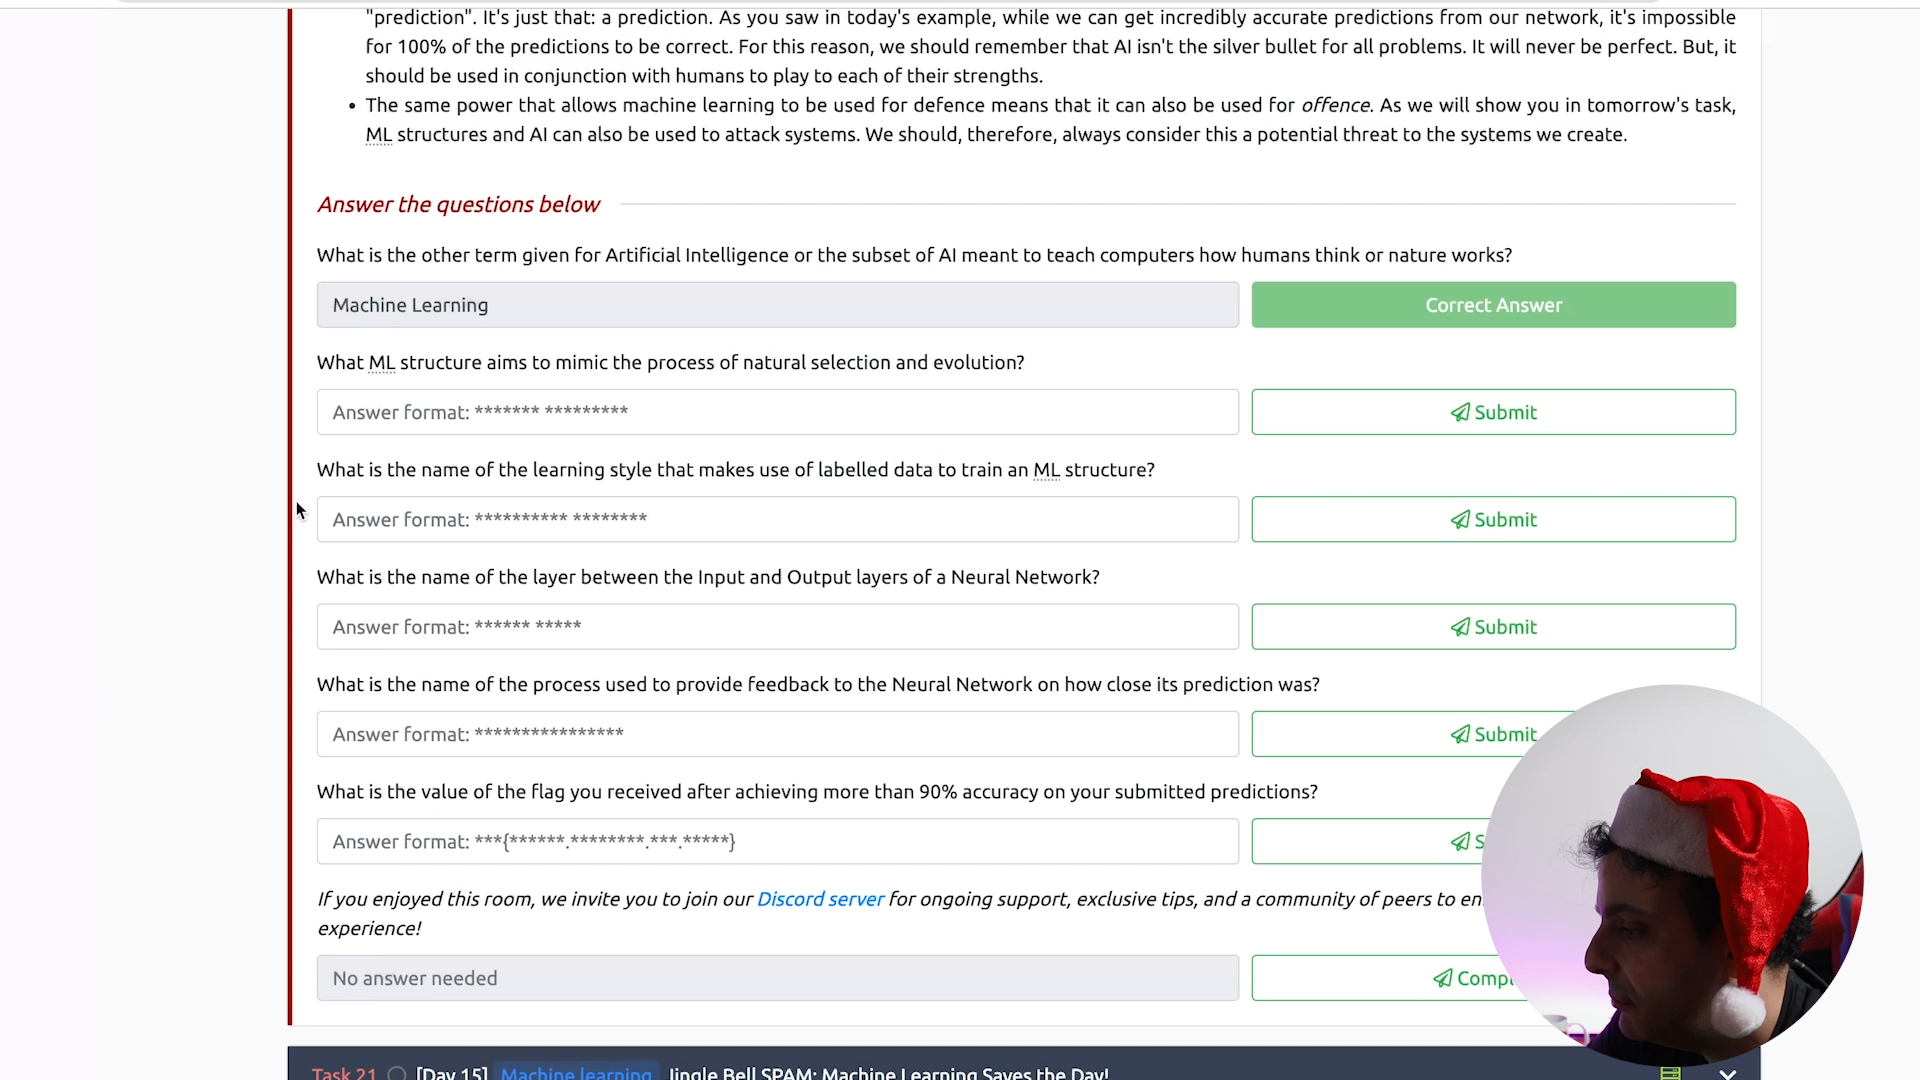 "prediction". It's just that: a prediction. As you saw in today's example, while we can get incredibly accurate predictions from our network, it's impossible
for 100% of the predictions to be correct. For this reason, we should remember that AI isn't the silver bullet for all problems. It will never be perfect. But, it
should be used in conjunction with humans to play to each of their strengths.
• The same power that allows machine learning to be used for defence means that it can also be used for offence. As we will show you in tomorrow's task,
ML structures and AI can also be used to attack systems. We should, therefore, always consider this a potential threat to the systems we create.
Answer the questions below
What is the other term given for Artificial Intelligence or the subset of AI meant to teach computers how humans think or nature works?
Machine Learning
Correct Answer
What ML structure aims to mimic the process of natural selection and evolution?
Answer format: ******* *********
Submit
What is the name of the learning style that makes use of labelled data to train an ML structure?
Answer format: ********** ********
Submit
What is the name of the layer between the Input and Output layers of a Neural Network?
Answer format: ****** *****
Submit
What is the name of the process used to provide feedback to the Neural Network on how close its prediction was?
Answer format: ****************
Submit
What is the value of the flag you received after achieving more than 90% accuracy on your submitted predictions?
Answer format: ***{******.********.***.*****}
If you enjoyed this room, we invite you to join our Discord server for ongoing support, exclusive tips, and a community of peers to
experience!
No answer needed
Task 21 [Day 15] Machine learning Jingle Bell SPAM: Machine Learning Saves the Day!